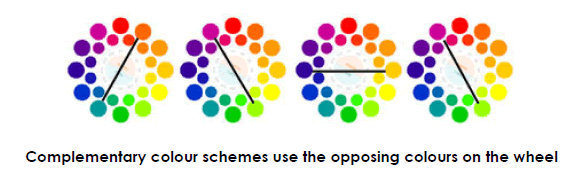 Complementary colour schemes use the opposing colours on the wheel